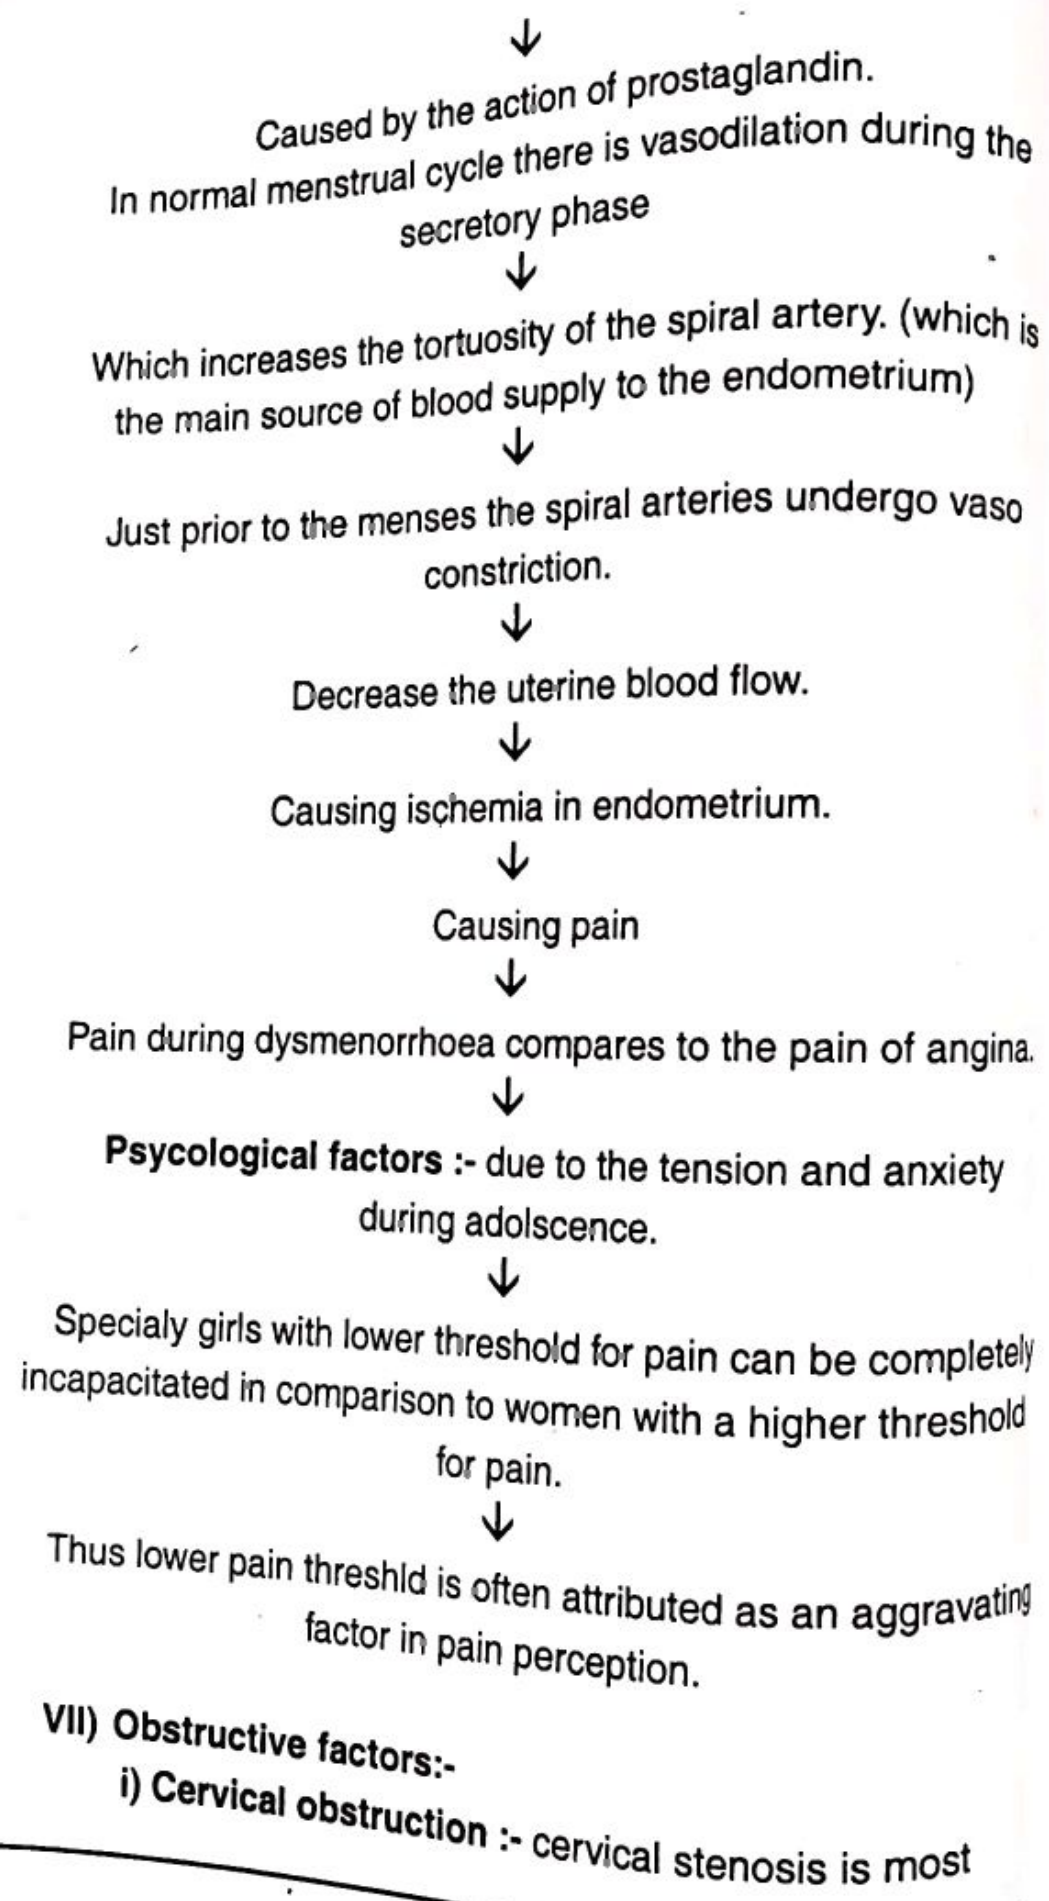 ↓
Caused by the action of prostaglandin.
In normal menstrual cycle there is vasodilation during the
secretory phase
↓
Which increases the tortuosity of the spiral artery. (which is
the main source of blood supply to the endometrium)
↓
Just prior to the menses the spiral arteries undergo vaso
constriction.
↓
Decrease the uterine blood flow.
↓
Causing ischemia in endometrium.
↓
Causing pain
↓
Pain during dysmenorrhoea compares to the pain of angina.
↓
Psycological factors :- due to the tension and anxiety
during adolscence.
↓
Specialy girls with lower threshold for pain can be completely
incapacitated in comparison to women with a higher threshold
for pain.
↓
Thus lower pain threshld is often attributed as an aggravating
factor in pain perception.
VII) Obstructive factors:-
i) Cervical obstruction :- cervical stenosis is most